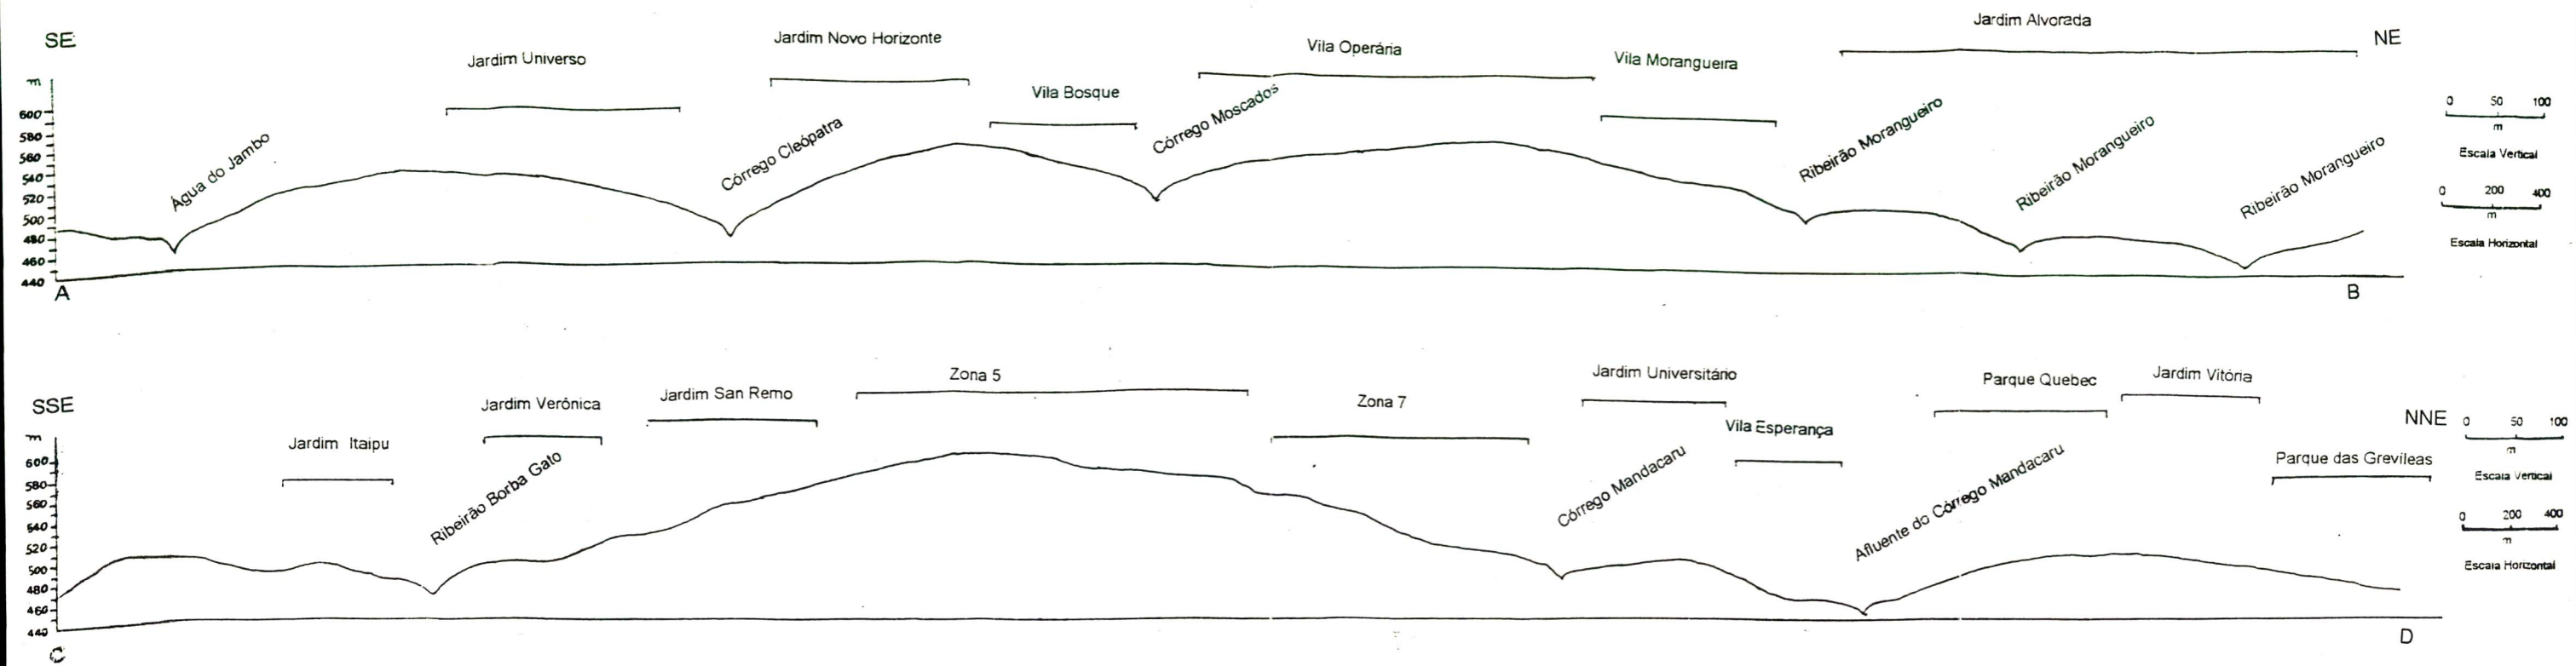 SE
Jardim Universo
Jardim Novo Horizonte
Vila Bosque
Vila Operária
Vila Morangueira
Jardim Alvorada
NE
m
600
580
560
540
520
500
480
460
440
Água do Jambo
Córrego Cleópatra
Córrego Moscados
Ribeirão Morangueiro
Ribeirão Morangueiro
Ribeirão Morangueiro
0 50 100
m
Escala Vertical
0 200 400
m
Escala Horizontal
A
B
SSE
Jardim Itaipu
Jardim Verônica
Jardim San Remo
Zona 5
Zona 7
Jardim Universitário
Vila Esperança
Parque Quebec
Jardim Vitória
Parque das Grevíleas
NNE
m
600
580
560
540
520
500
480
460
440
Ribeirão Borba Gato
Córrego Mandacaru
Afluente do Córrego Mandacaru
0 50 100
m
Escala Vertical
0 200 400
m
Escala Horizontal
C
D